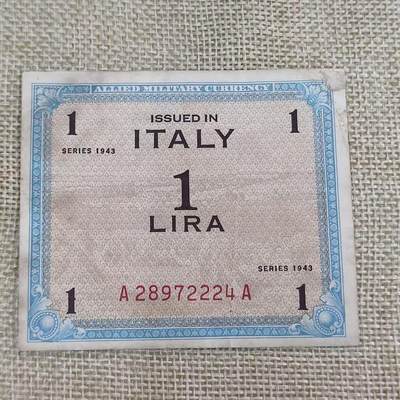 ALLIED MILITARY CURRENCY
1 ISSUED IN 1
ITALY
SERIES 1943
1
LIRA
SERIES 1943
1 A 28972224 A 1